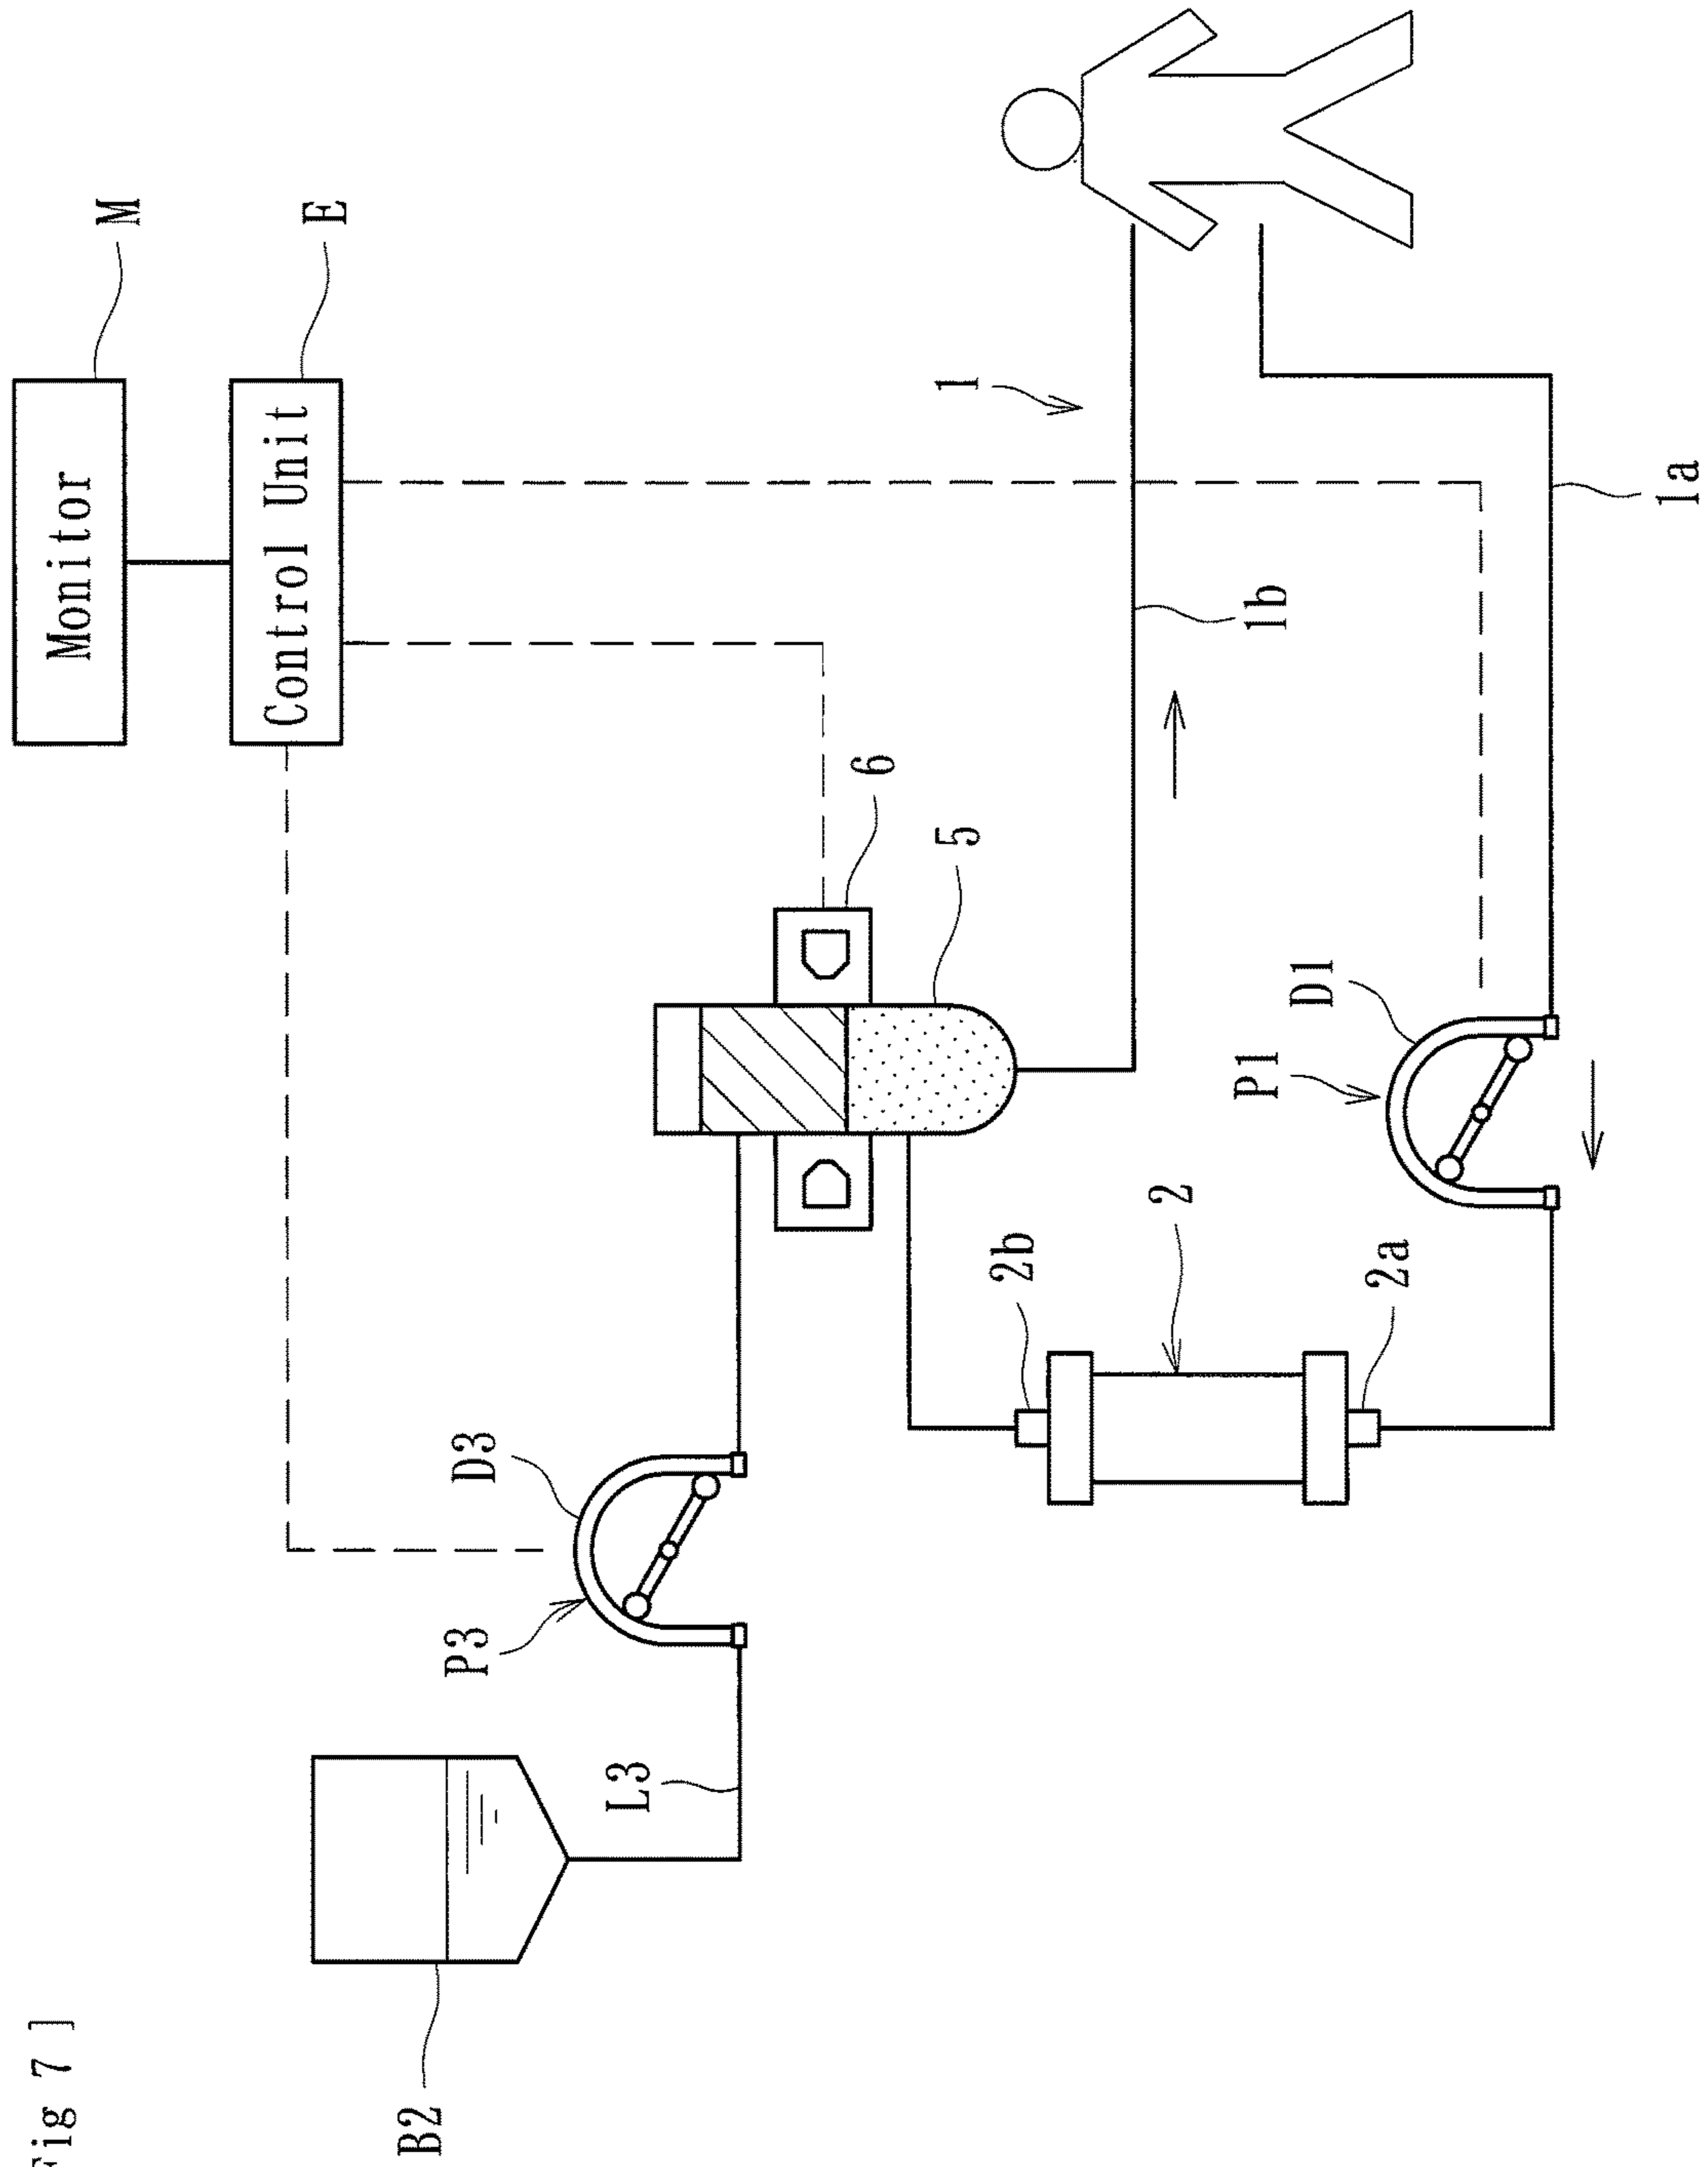 [Fig 7]
Monitor
M
Control Unit
E
B2
P3
D3
L3
6
5
1
1b
2b
2
2a
P1
D1
1a